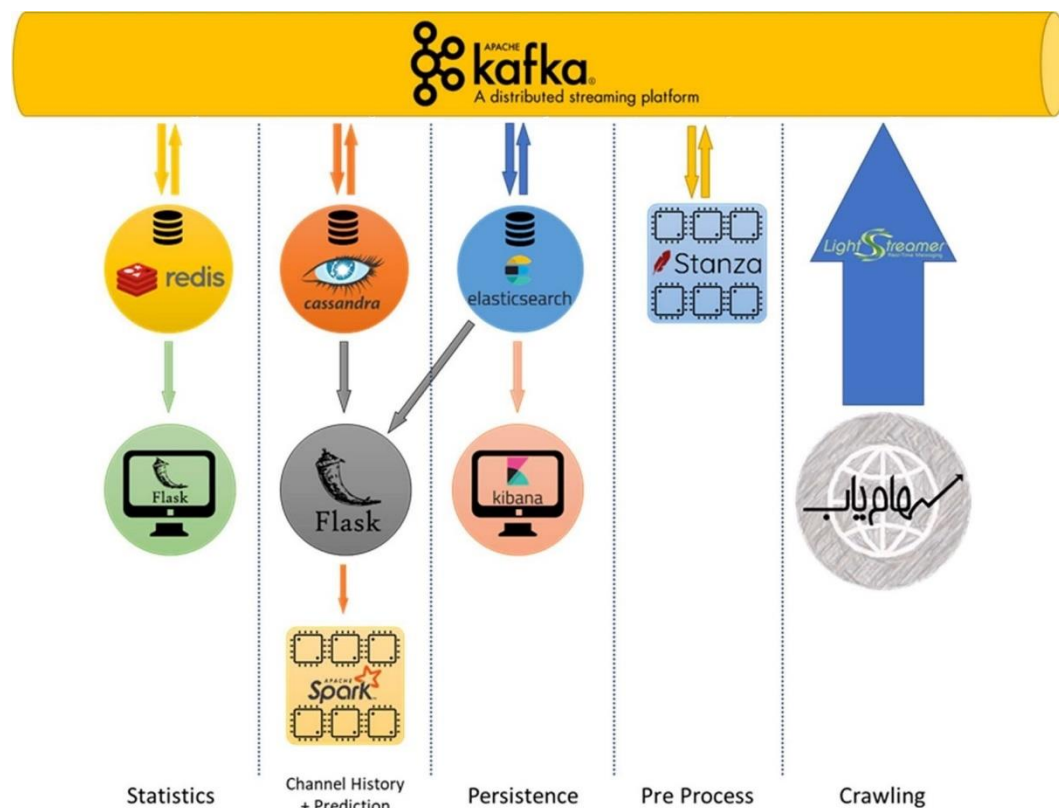 APACHE
kafka®
A distributed streaming platform
redis
cassandra
elasticsearch
Stanza
LightStreamer
Real-Time Messaging
Flask
Flask
kibana
سهام یاب
APACHE
Spark™
Statistics
Channel History
+ Prediction
Persistence
Pre Process
Crawling